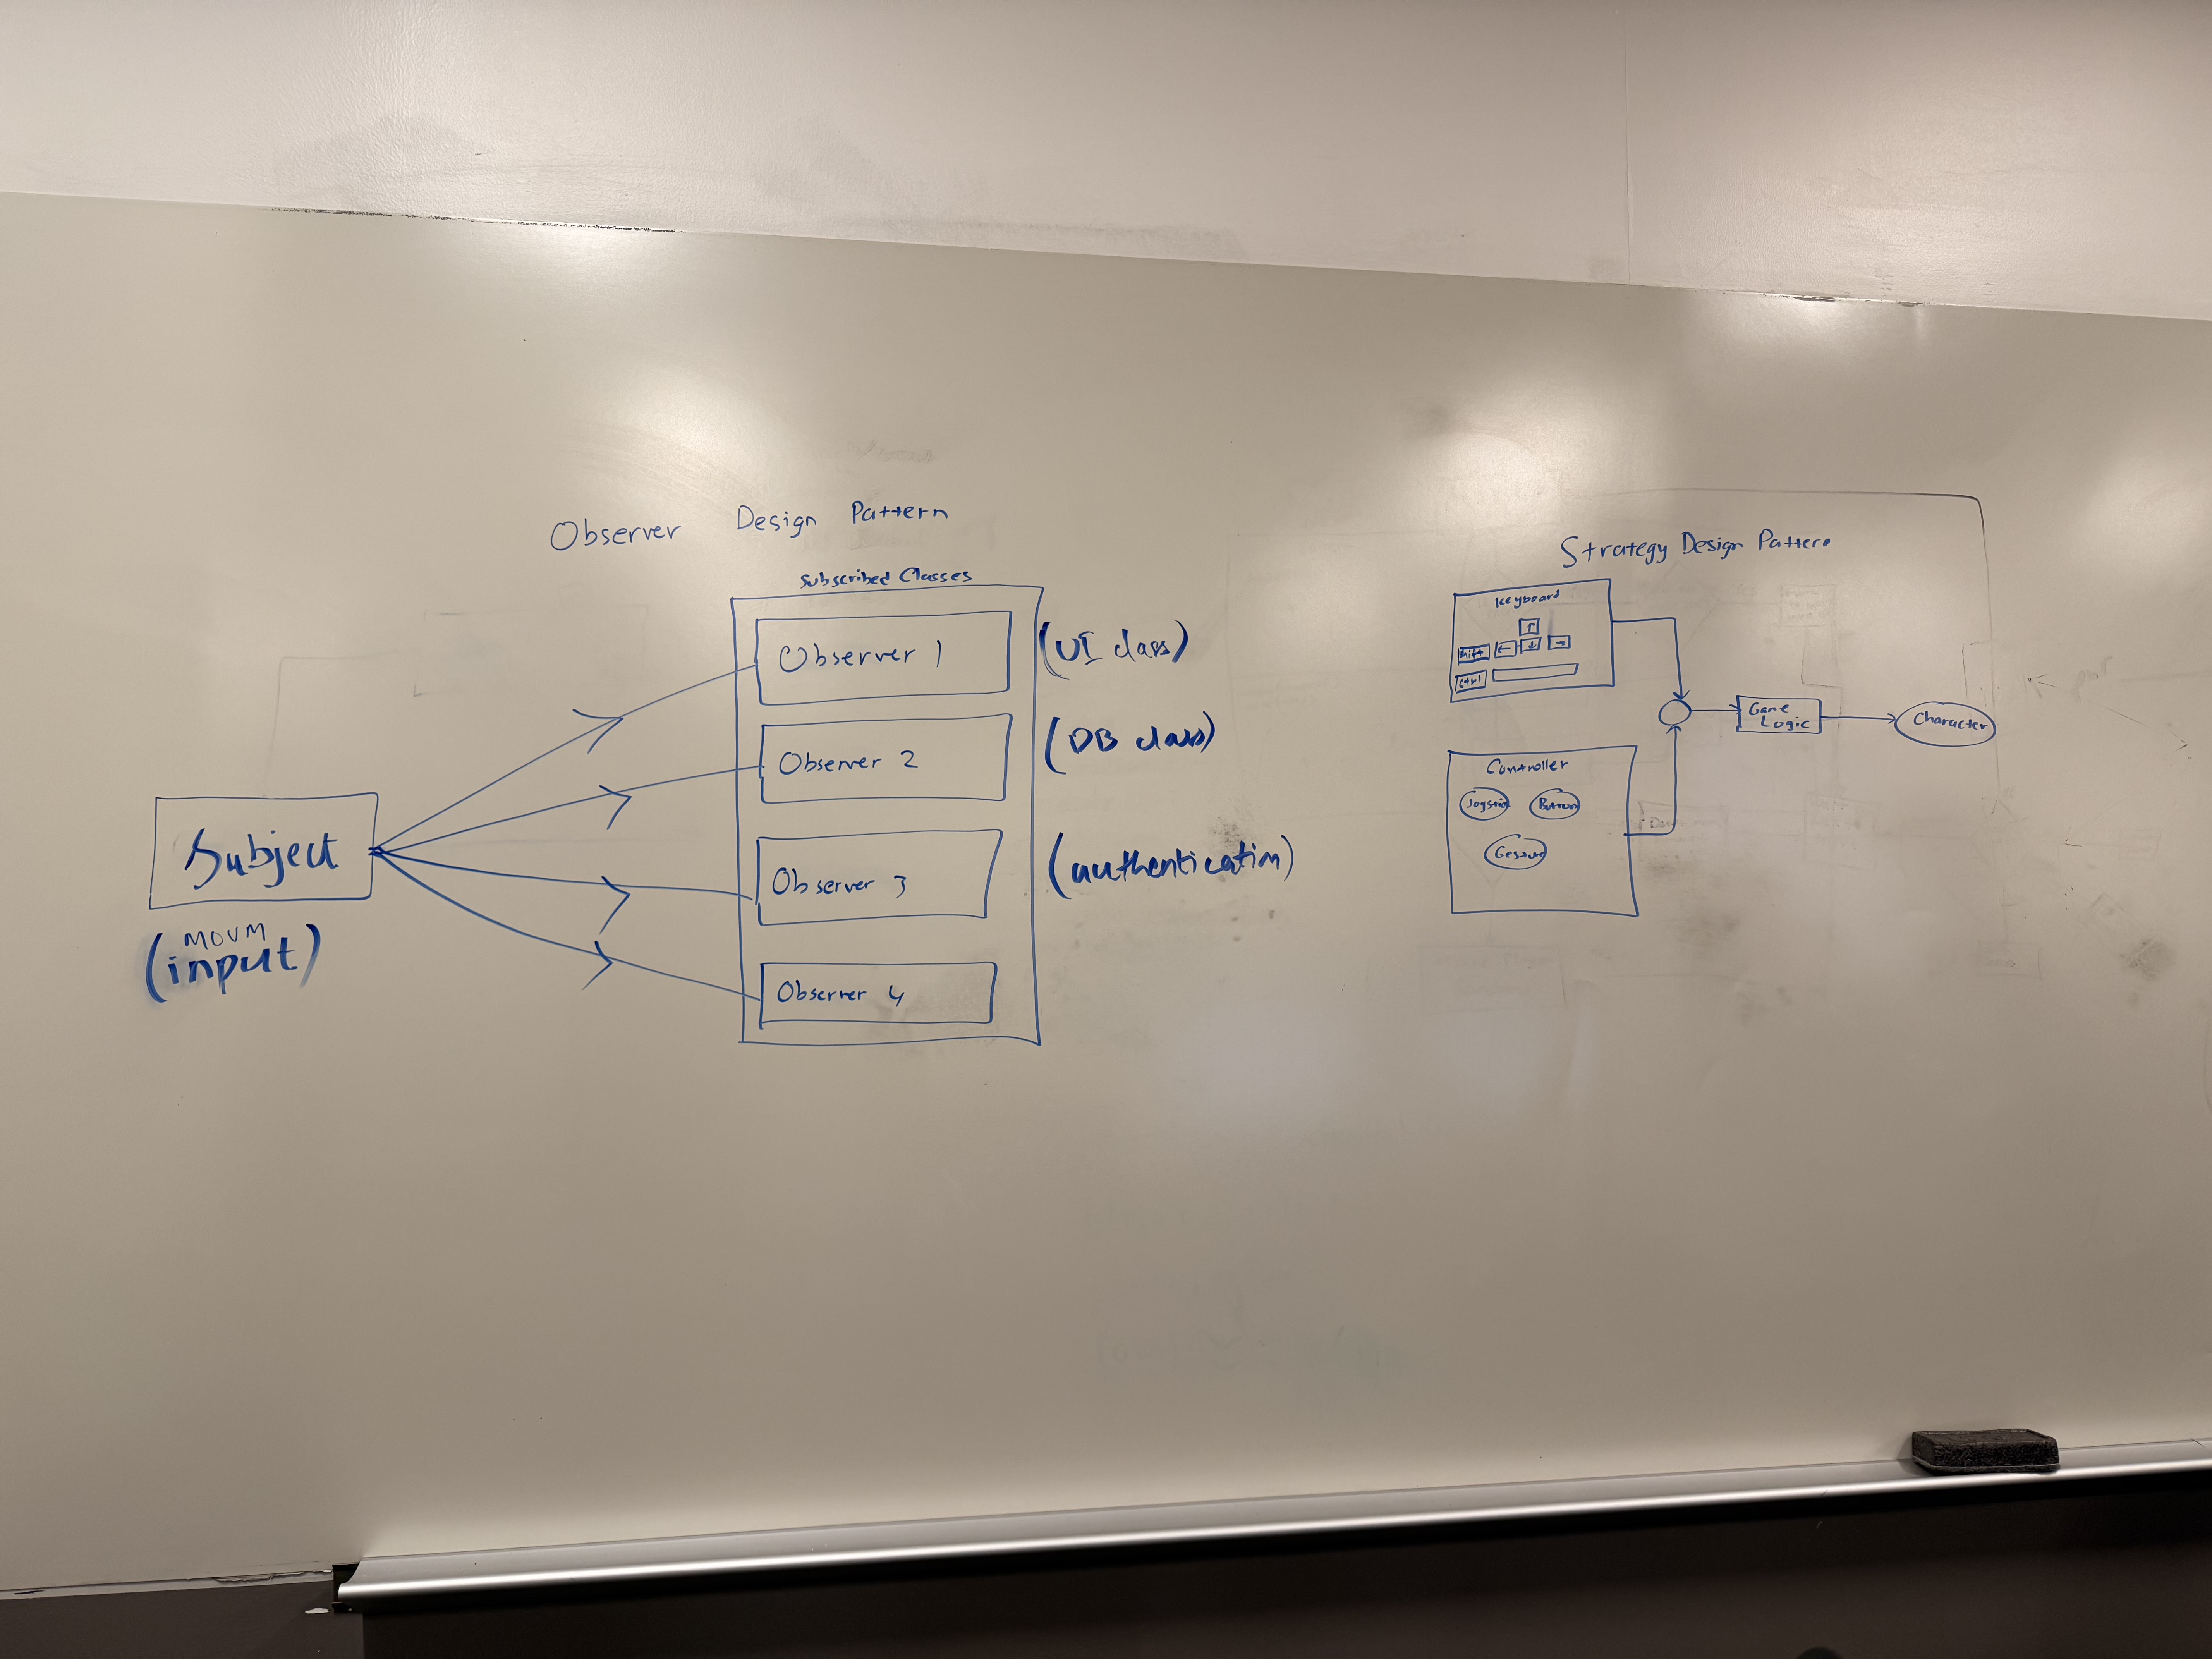 Observer Design Pattern
Subscribed Classes
Observer 1
(UI class)
Observer 2
(DB class)
Observer 3
(authentication)
Observer 4
Subject
MOVM
(input)
Strategy Design Pattern
Keyboard
↑
Shift ← ↓ →
Ctrl
Controller
Joystick Button
Gesture
Game
Logic
Character